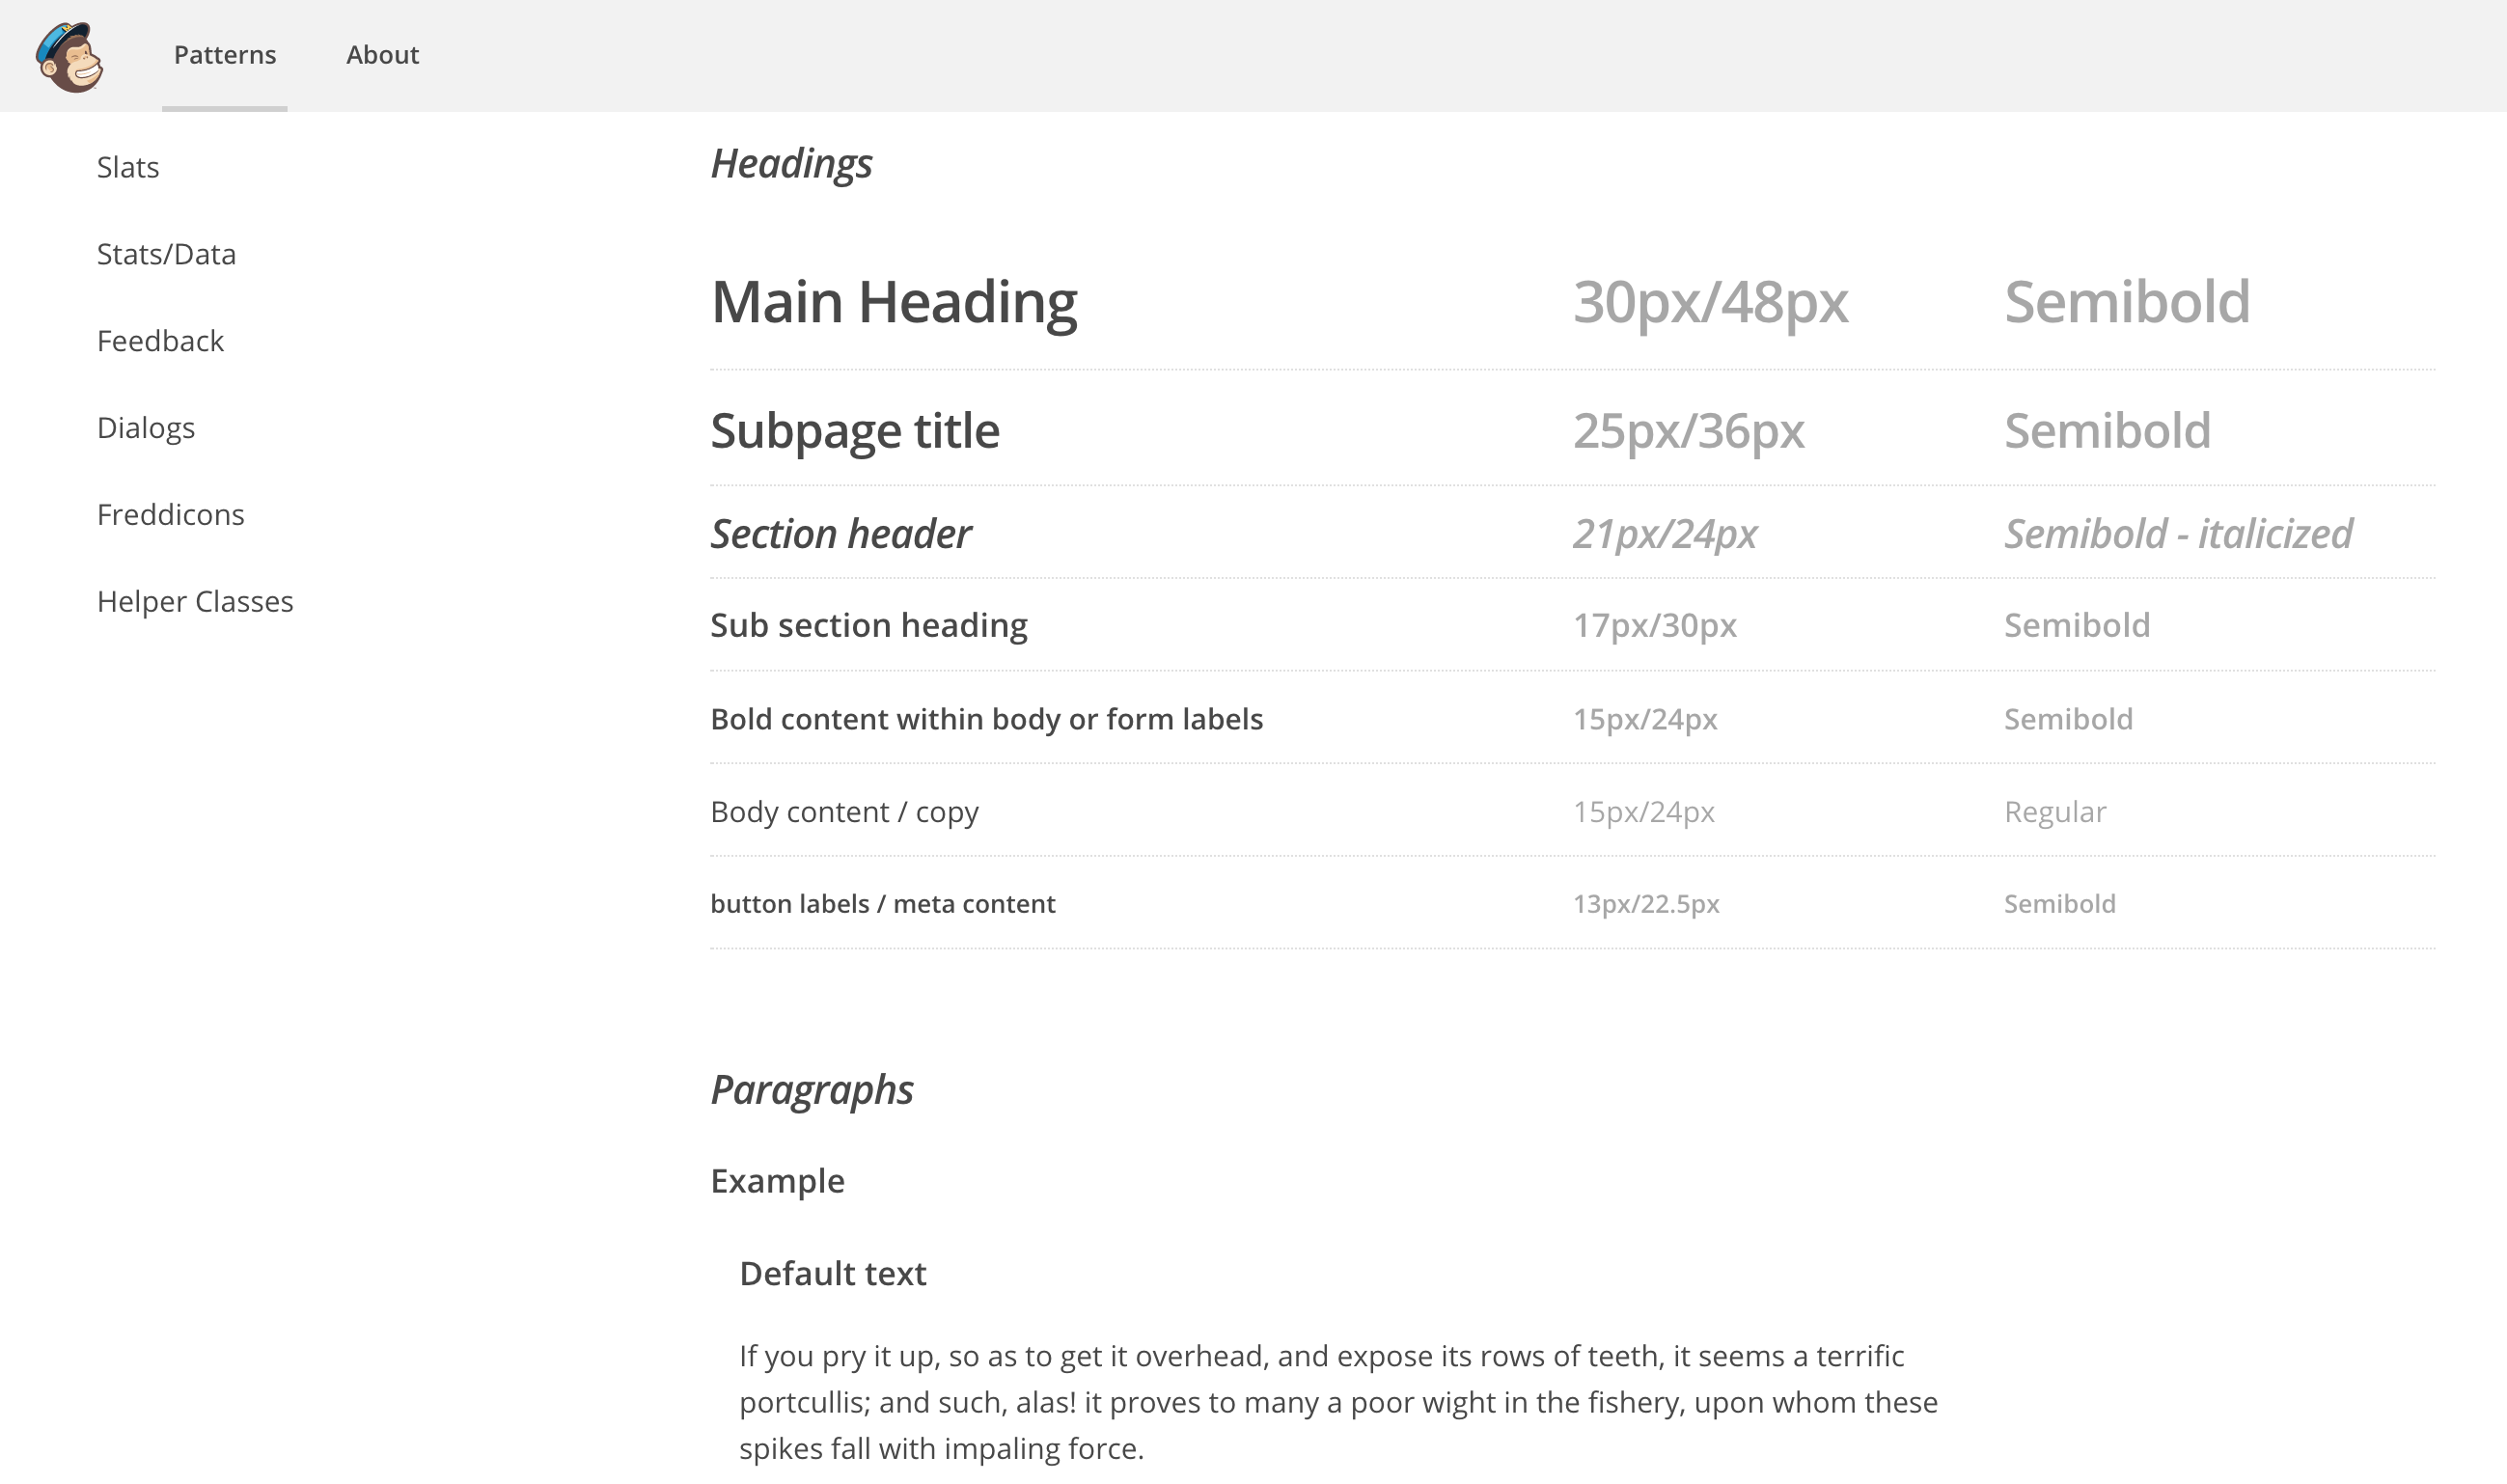 Patterns
About
Slats
Stats/Data
Feedback
Dialogs
Freddicons
Helper Classes
Headings
Main Heading 30px/48px Semibold
Subpage title 25px/36px Semibold
Section header 21px/24px Semibold - italicized
Sub section heading 17px/30px Semibold
Bold content within body or form labels 15px/24px Semibold
Body content / copy 15px/24px Regular
button labels / meta content 13px/22.5px Semibold
Paragraphs
Example
Default text
If you pry it up, so as to get it overhead, and expose its rows of teeth, it seems a terrific
portcullis; and such, alas! it proves to many a poor wight in the fishery, upon whom these
spikes fall with impaling force.